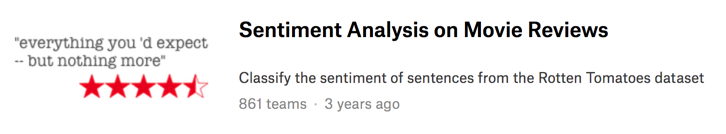 "everything you 'd expect
-- but nothing more"
Sentiment Analysis on Movie Reviews
Classify the sentiment of sentences from the Rotten Tomatoes dataset
861 teams · 3 years ago